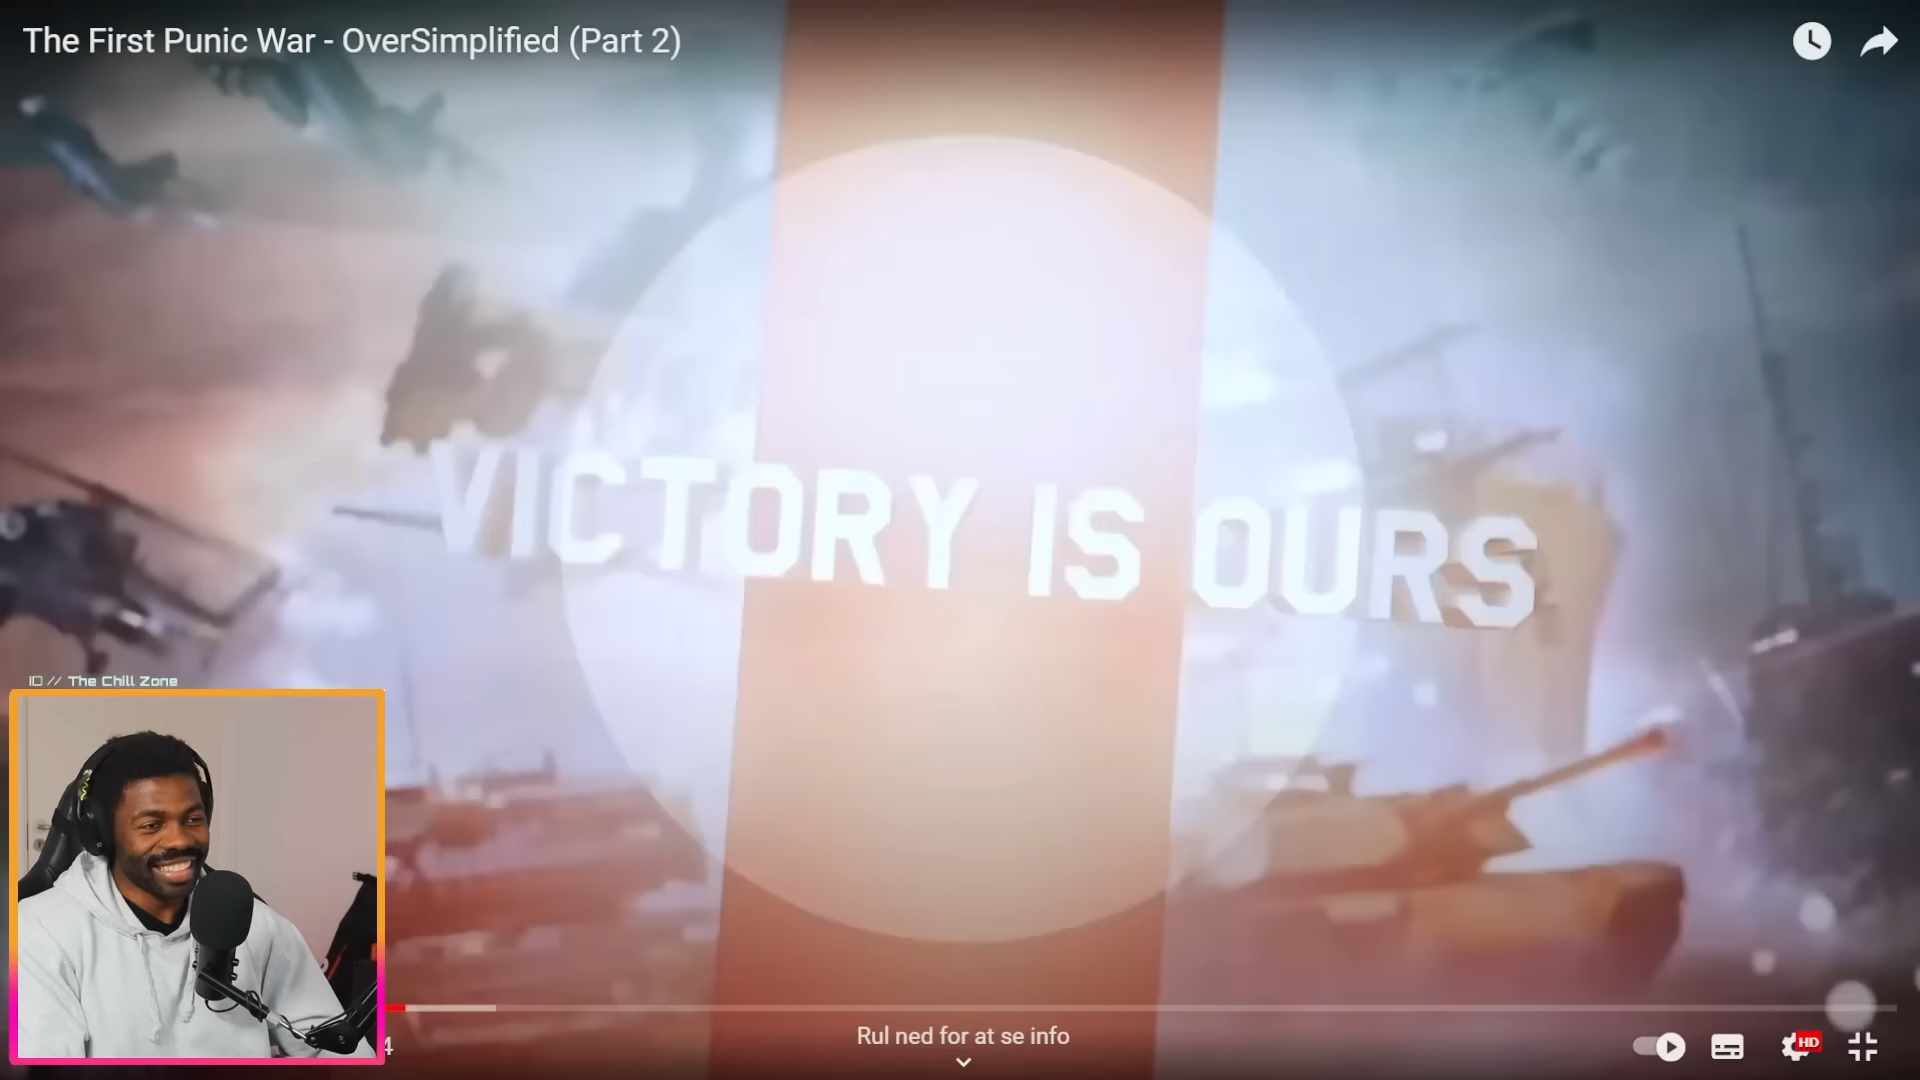 The First Punic War - OverSimplified (Part 2)
VICTORY IS OURS
ID // The Chill Zone
4
Rul ned for at se info
HD